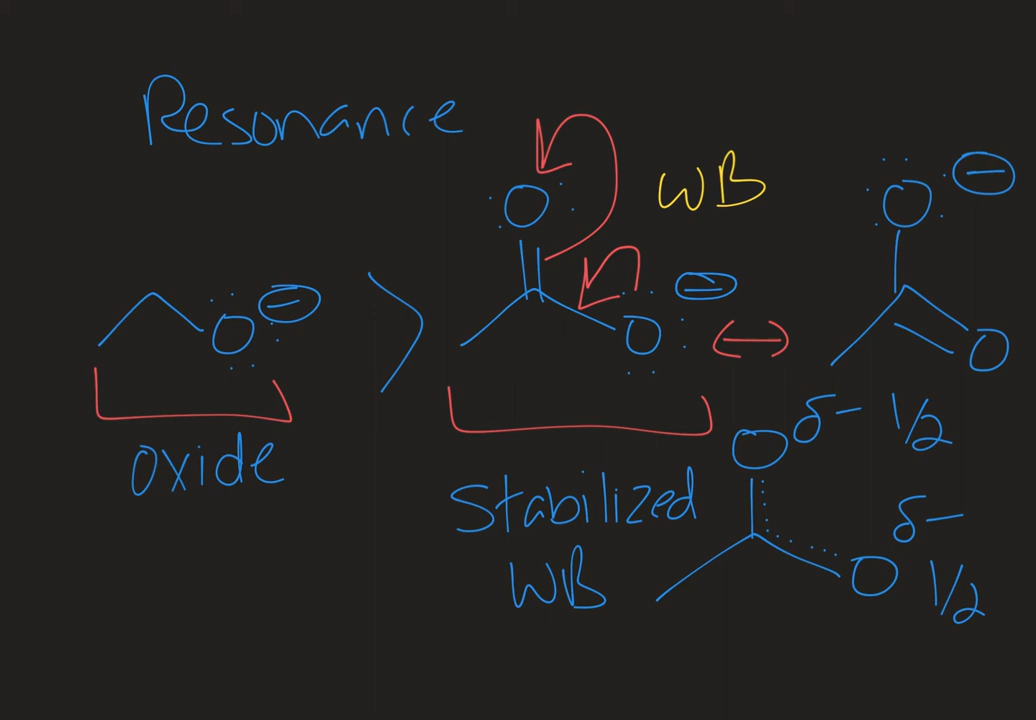 Resonance
O
WB
O
O
>
O
O
oxide
Stabilized
WB
O δ- 1/2
O δ- 1/2